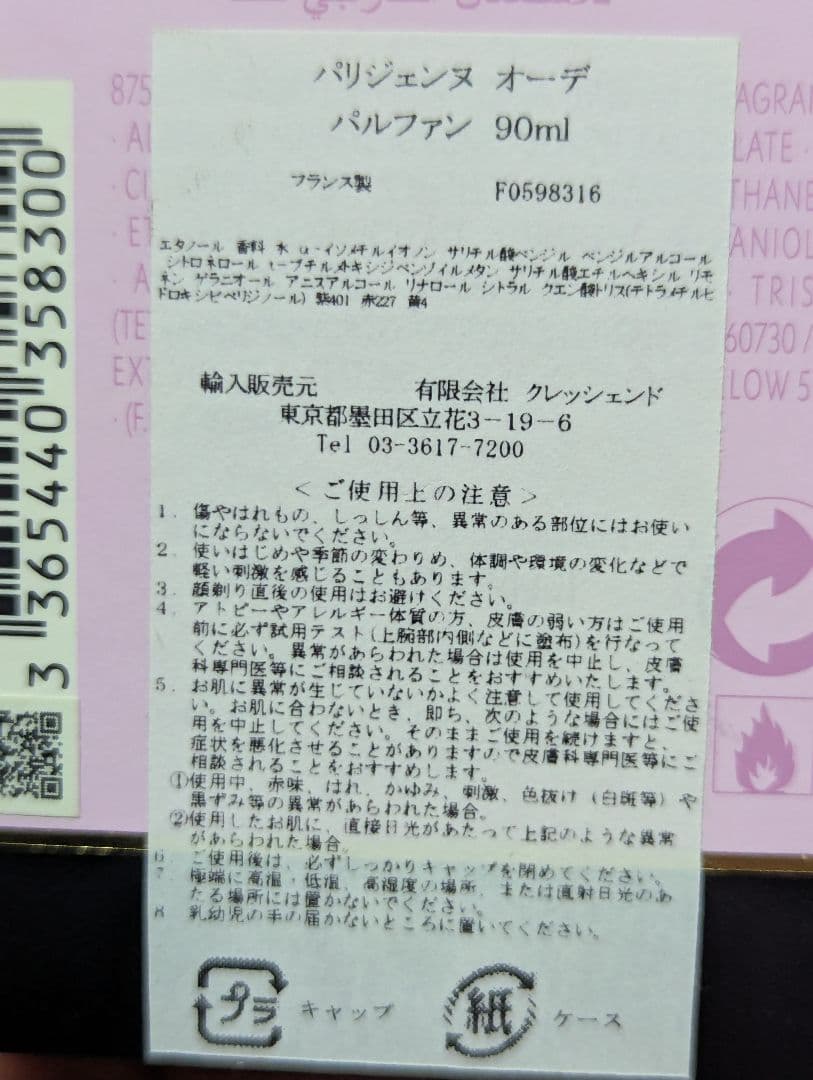 パリジェンヌ オーデ
パルファン 90ml
フランス製 F0598316
エタノール 香料 水 α-イソメチルイオノン サリチル酸ベンジル ベンジルアルコール
シトロネロール t-ブチルメトキシジベンゾイルメタン サリチル酸エチルヘキシル リモ
ネン ゲラニオール アニスアルコール リナロール シトラル クエン酸トリス(テトラメチルヒ
ドロキシピペリジノール) 紫401 赤227 黄4
輸入販売元 有限会社 クレッシェンド
東京都墨田区立花3-19-6
Tel 03-3617-7200
<ご使用上の注意>
1. 傷やはれもの、しっしん等、異常のある部位にはお使い
にならないでください。
2. 使いはじめや季節の変わりめ、体調や環境の変化などで
軽い刺激を感じることもあります。
3. 顔剃り直後の使用はお避けください。
4. アトピーやアレルギー体質の方、皮膚の弱い方はご使用
前に必ず試用テスト(上腕部内側などに塗布)を行なって
ください。異常があらわれた場合は使用を中止し、皮膚
科専門医等にご相談されることをおすすめいたします。
5. お肌に異常が生じていないかよく注意して使用してくださ
い。お肌に合わないとき、即ち、次のような場合にはご使
用を中止してください。そのままご使用を続けますと、
症状を悪化させることがありますので皮膚科専門医等にご
相談されることをおすすめします。
①使用中、赤味、はれ、かゆみ、刺激、色抜け（白斑等）や
黒ずみ等の異常があらわれた場合。
②使用したお肌に、直接日光があたって上記のような異常
があらわれた場合。
6. ご使用後は、必ずしっかりキャップを閉めてください。
7. 極端に高温・低温、高湿度の場所、または直射日光のあ
たる場所には置かないでください。
8. 乳幼児の手の届かないところに置いてください。
プラ キャップ 紙 ケース
3 365440 358300
875
· AL
· CI
· ET
· A
(TE
EXT
· (F.
AGRAN
LATE ·
THANE
ANIOL
· TRIS
60730 /
LOW 5